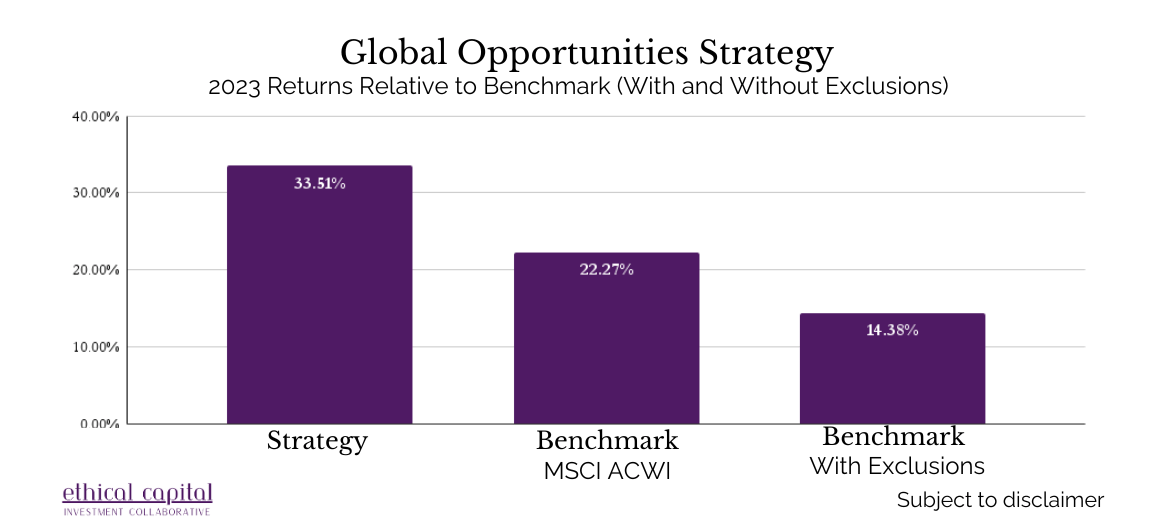 Global Opportunities Strategy
2023 Returns Relative to Benchmark (With and Without Exclusions)
40.00%
30.00%
20.00%
10.00%
0.00%
33.51%
22.27%
14.38%
Strategy
Benchmark
MSCI ACWI
Benchmark
With Exclusions
ethical capital
INVESTMENT COLLABORATIVE
Subject to disclaimer